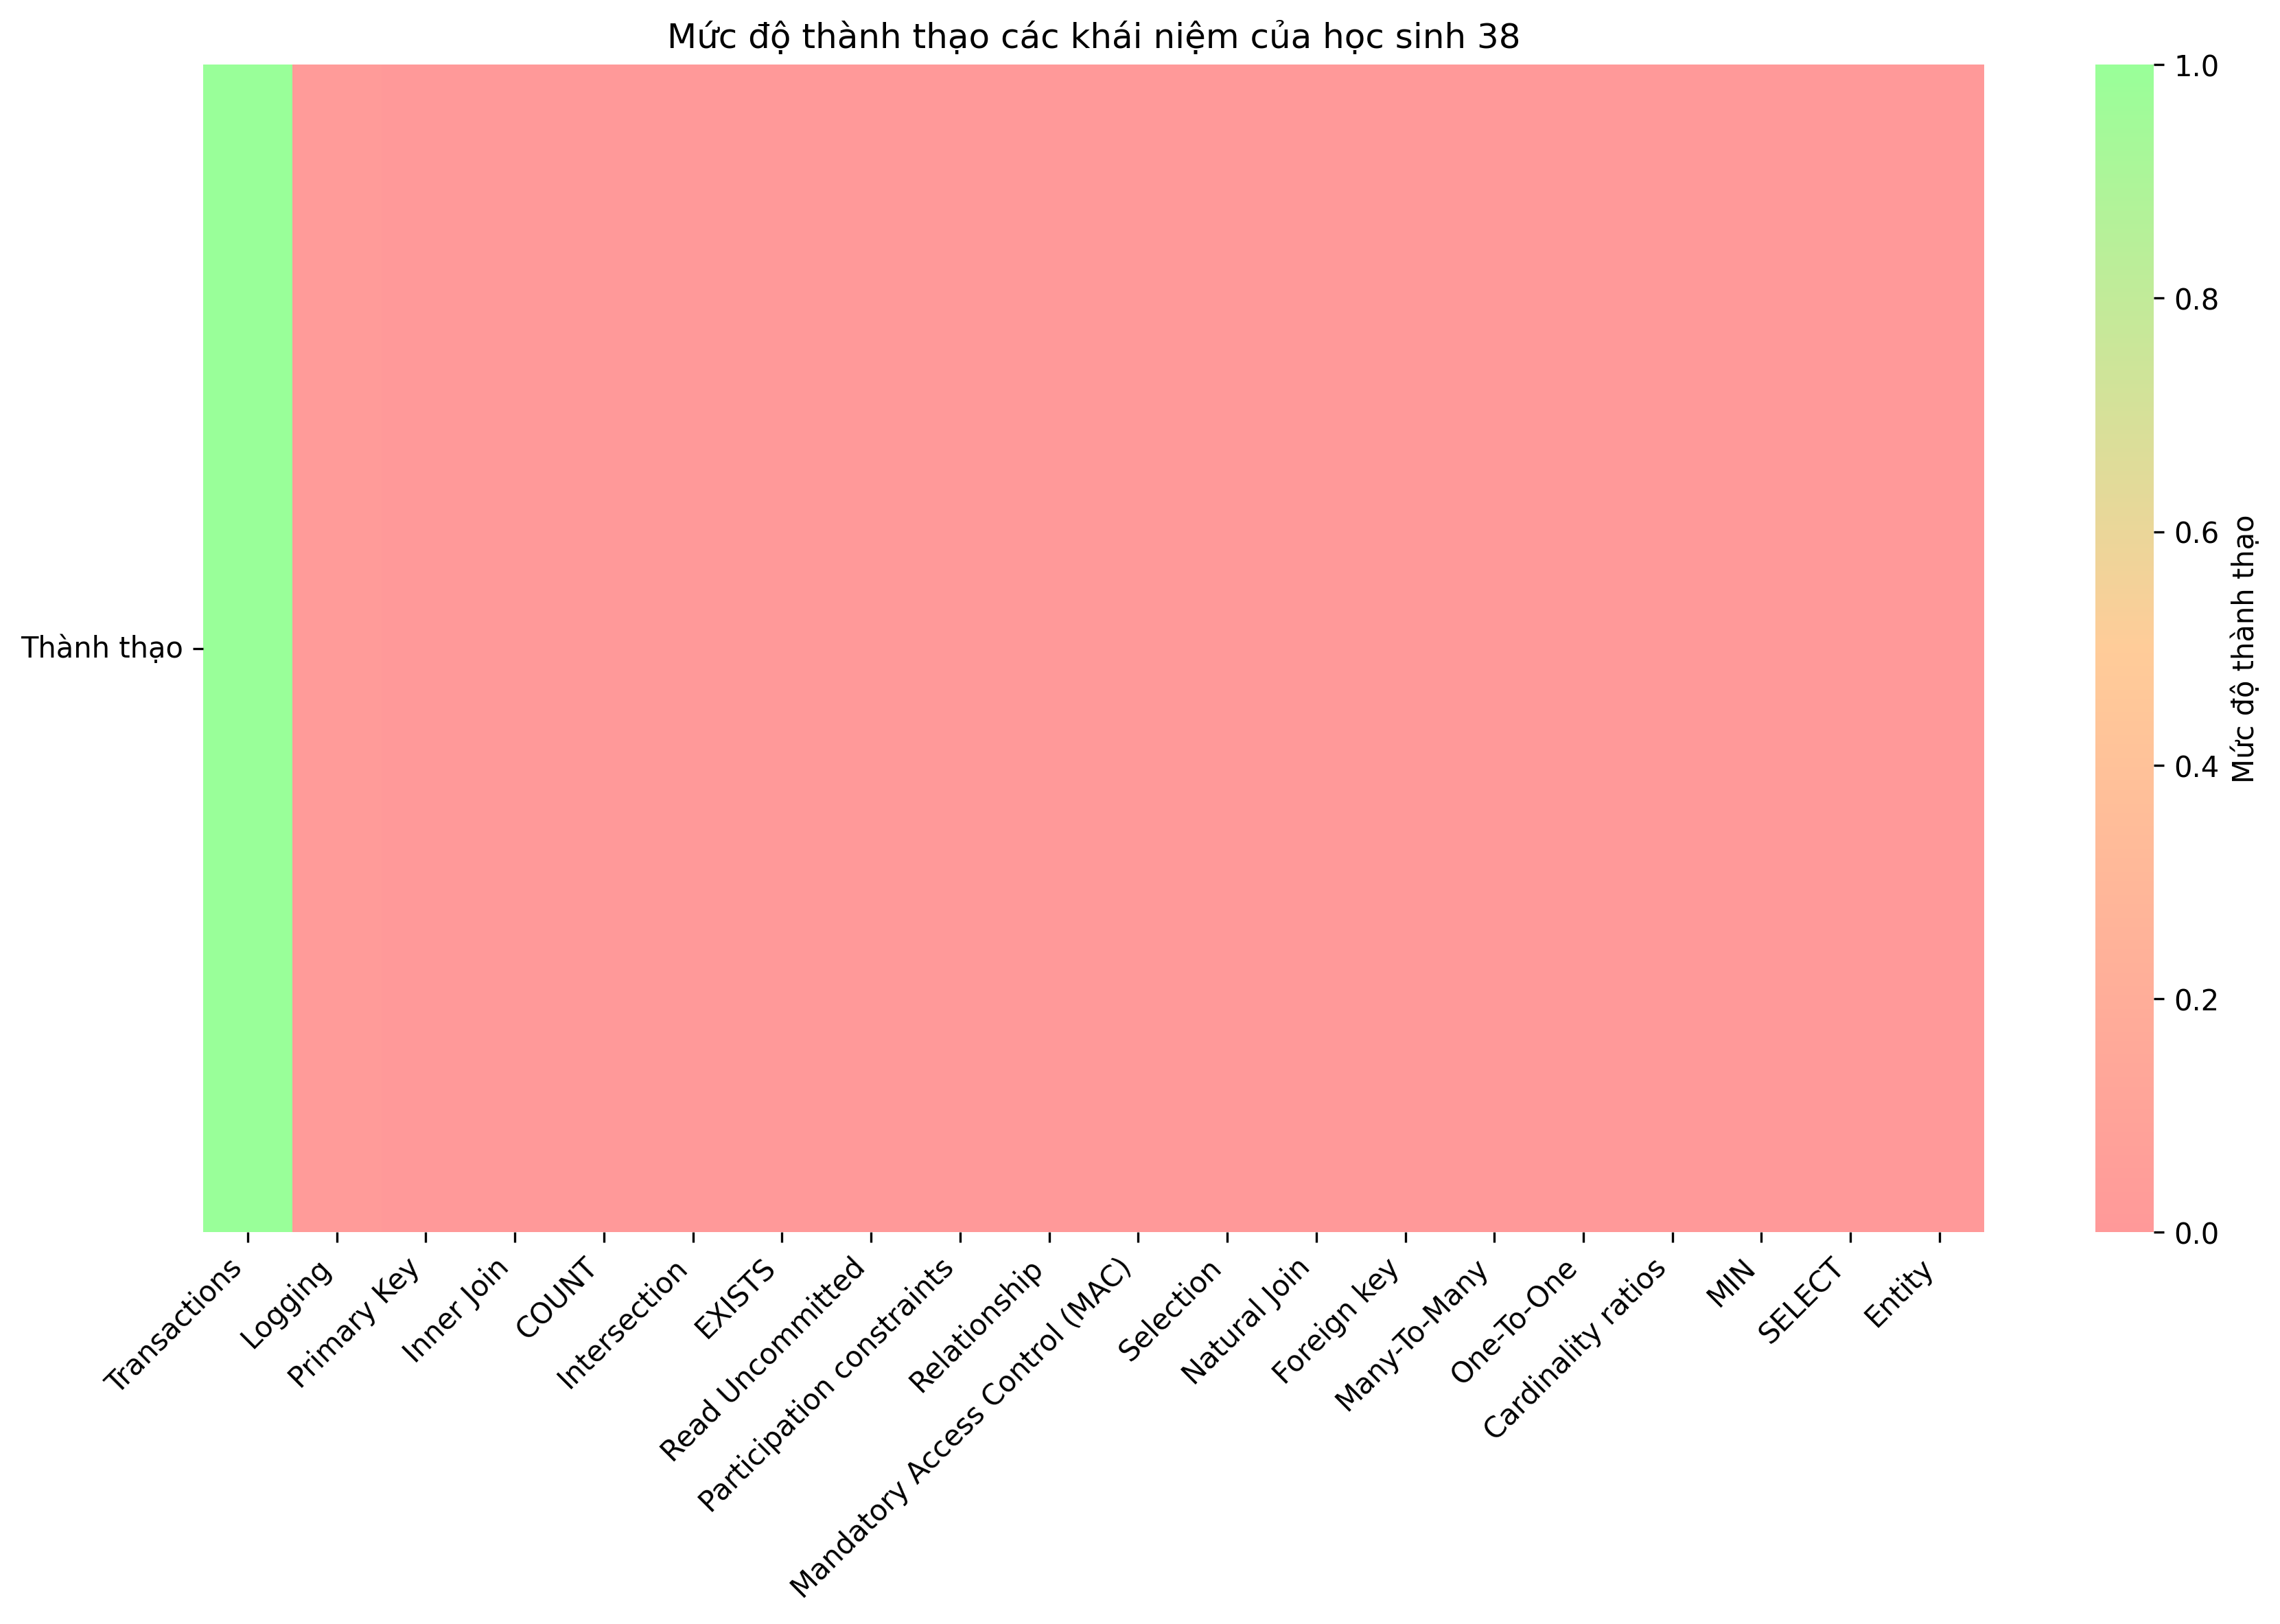 Mức độ thành thạo các khái niệm của học sinh 38
Thành thạo
Transactions
Logging
Primary Key
Inner Join
COUNT
Intersection
EXISTS
Read Uncommitted
Participation constraints
Relationship
Mandatory Access Control (MAC)
Selection
Natural Join
Foreign key
Many-To-Many
One-To-One
Cardinality ratios
MIN
SELECT
Entity
1.0
0.8
0.6
0.4
0.2
0.0
Mức độ thành thạo